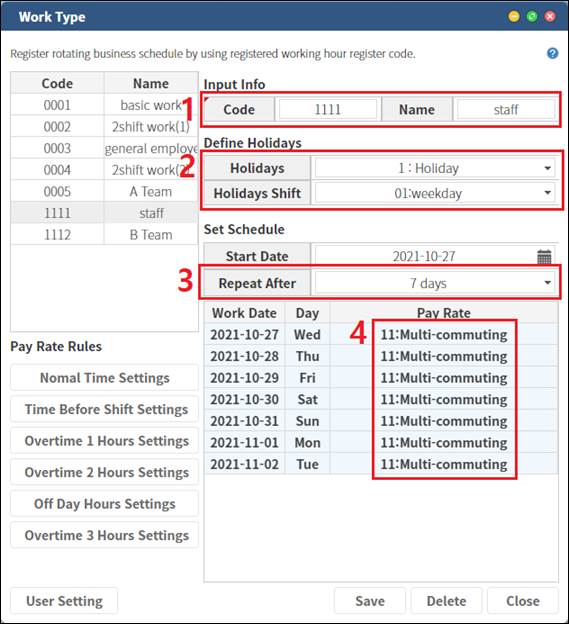 Work Type
Register rotating business schedule by using registered working hour register code.
?
Code Name
0001 basic work
0002 2shift work(1)
0003 general employe
0004 2shift work(2)
0005 A Team
1111 staff
1112 B Team
Pay Rate Rules
Nomal Time Settings
Time Before Shift Settings
Overtime 1 Hours Settings
Overtime 2 Hours Settings
Off Day Hours Settings
Overtime 3 Hours Settings
User Setting
Input Info
1 Code 1111 Name staff
Define Holidays
2 Holidays 1 : Holiday
Holidays Shift 01:weekday
Set Schedule
Start Date 2021-10-27
3 Repeat After 7 days
Work Date Day Pay Rate
4
2021-10-27 Wed 11:Multi-commuting
2021-10-28 Thu 11:Multi-commuting
2021-10-29 Fri 11:Multi-commuting
2021-10-30 Sat 11:Multi-commuting
2021-10-31 Sun 11:Multi-commuting
2021-11-01 Mon 11:Multi-commuting
2021-11-02 Tue 11:Multi-commuting
Save Delete Close